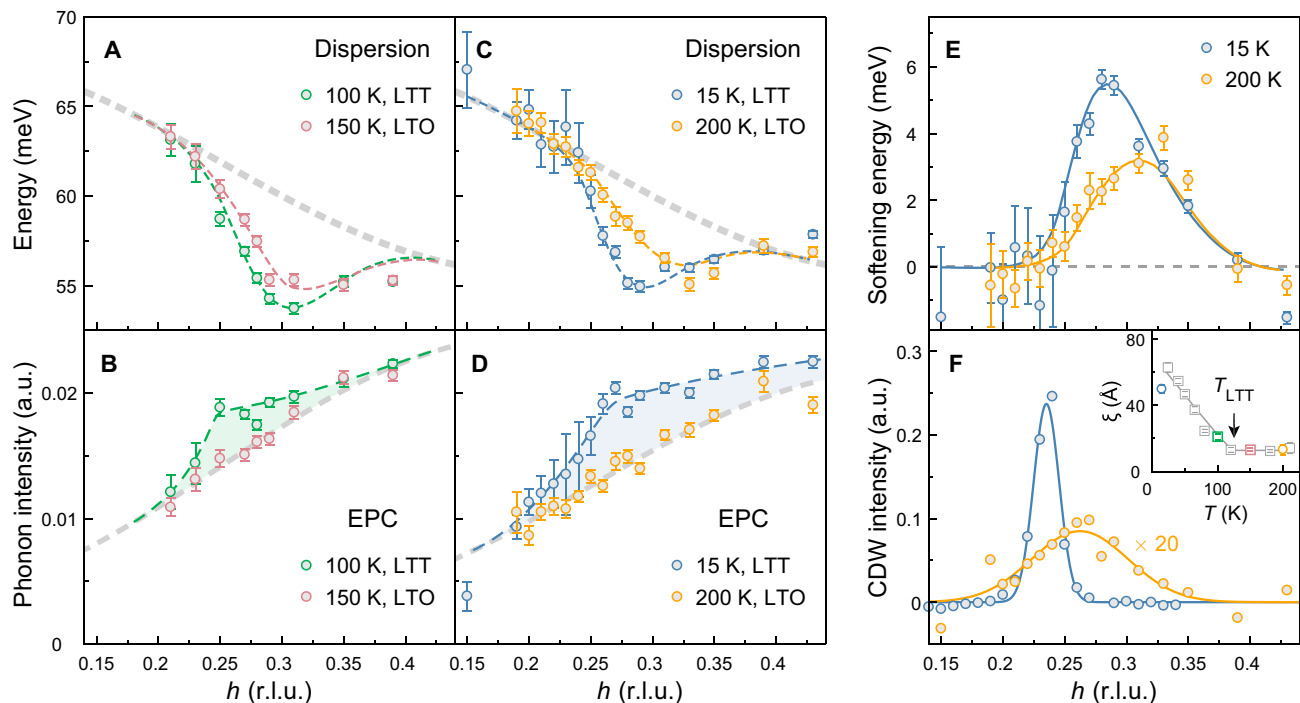 A
Dispersion
100 K, LTT
150 K, LTO
Energy (meV)
70
65
60
55
C
Dispersion
15 K, LTT
200 K, LTO
E
15 K
200 K
Softening energy (meV)
6
4
2
0
B
EPC
100 K, LTT
150 K, LTO
Phonon intensity (a.u.)
0.02
0.01
0
0.15 0.2 0.25 0.3 0.35 0.4
h (r.l.u.)
D
EPC
15 K, LTT
200 K, LTO
0.15 0.2 0.25 0.3 0.35 0.4
h (r.l.u.)
F
CDW intensity (a.u.)
0.3
0.2
0.1
0
× 20
0.15 0.2 0.25 0.3 0.35 0.4
h (r.l.u.)
ξ (Å)
80
40
0
TLTT
0 100 200
T (K)